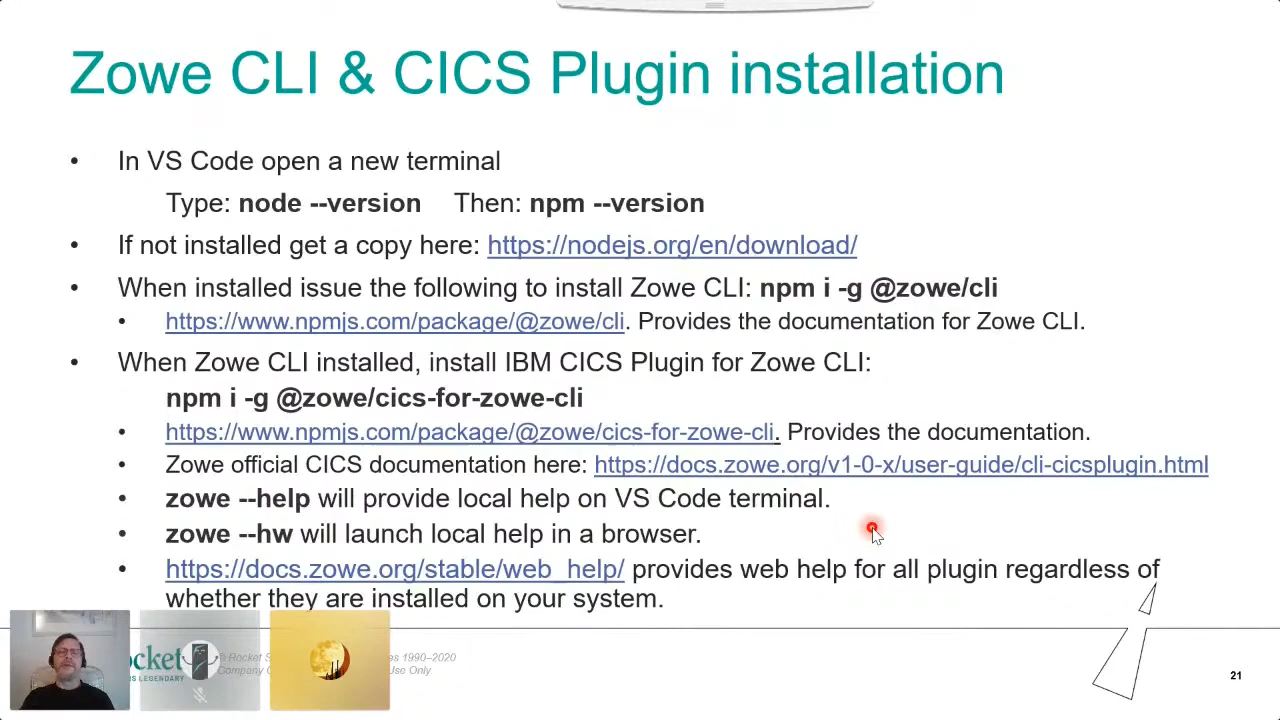 Zowe CLI & CICS Plugin installation
• In VS Code open a new terminal
Type: node --version Then: npm --version
• If not installed get a copy here: https://nodejs.org/en/download/
• When installed issue the following to install Zowe CLI: npm i -g @zowe/cli
• https://www.npmjs.com/package/@zowe/cli. Provides the documentation for Zowe CLI.
• When Zowe CLI installed, install IBM CICS Plugin for Zowe CLI:
npm i -g @zowe/cics-for-zowe-cli
• https://www.npmjs.com/package/@zowe/cics-for-zowe-cli. Provides the documentation.
• Zowe official CICS documentation here: https://docs.zowe.org/v1-0-x/user-guide/cli-cicsplugin.html
• zowe --help will provide local help on VS Code terminal.
• zowe --hw will launch local help in a browser.
• https://docs.zowe.org/stable/web_help/ provides web help for all plugin regardless of
whether they are installed on your system.
© Rocket 1990–2020
Use Only.
LEGENDARY
21